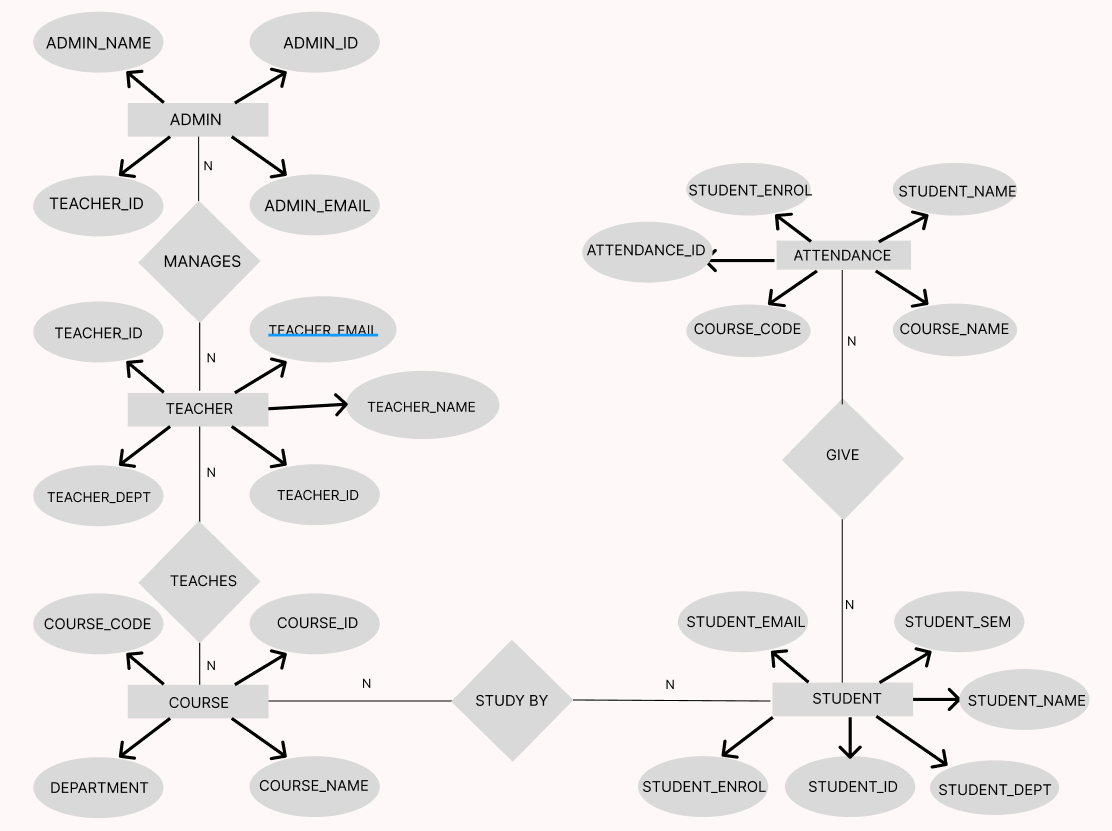 ADMIN_NAME
ADMIN_ID
ADMIN
N
TEACHER_ID
ADMIN_EMAIL
MANAGES
TEACHER_ID
TEACHER_EMAIL
N
TEACHER
TEACHER_NAME
N
TEACHER_DEPT
TEACHER_ID
TEACHES
COURSE_CODE
COURSE_ID
N
COURSE
DEPARTMENT
COURSE_NAME
N
STUDY BY
N
STUDENT_ENROL
STUDENT_NAME
ATTENDANCE_ID
ATTENDANCE
COURSE_CODE
COURSE_NAME
N
GIVE
N
STUDENT_EMAIL
STUDENT_SEM
STUDENT
STUDENT_NAME
STUDENT_ENROL
STUDENT_ID
STUDENT_DEPT